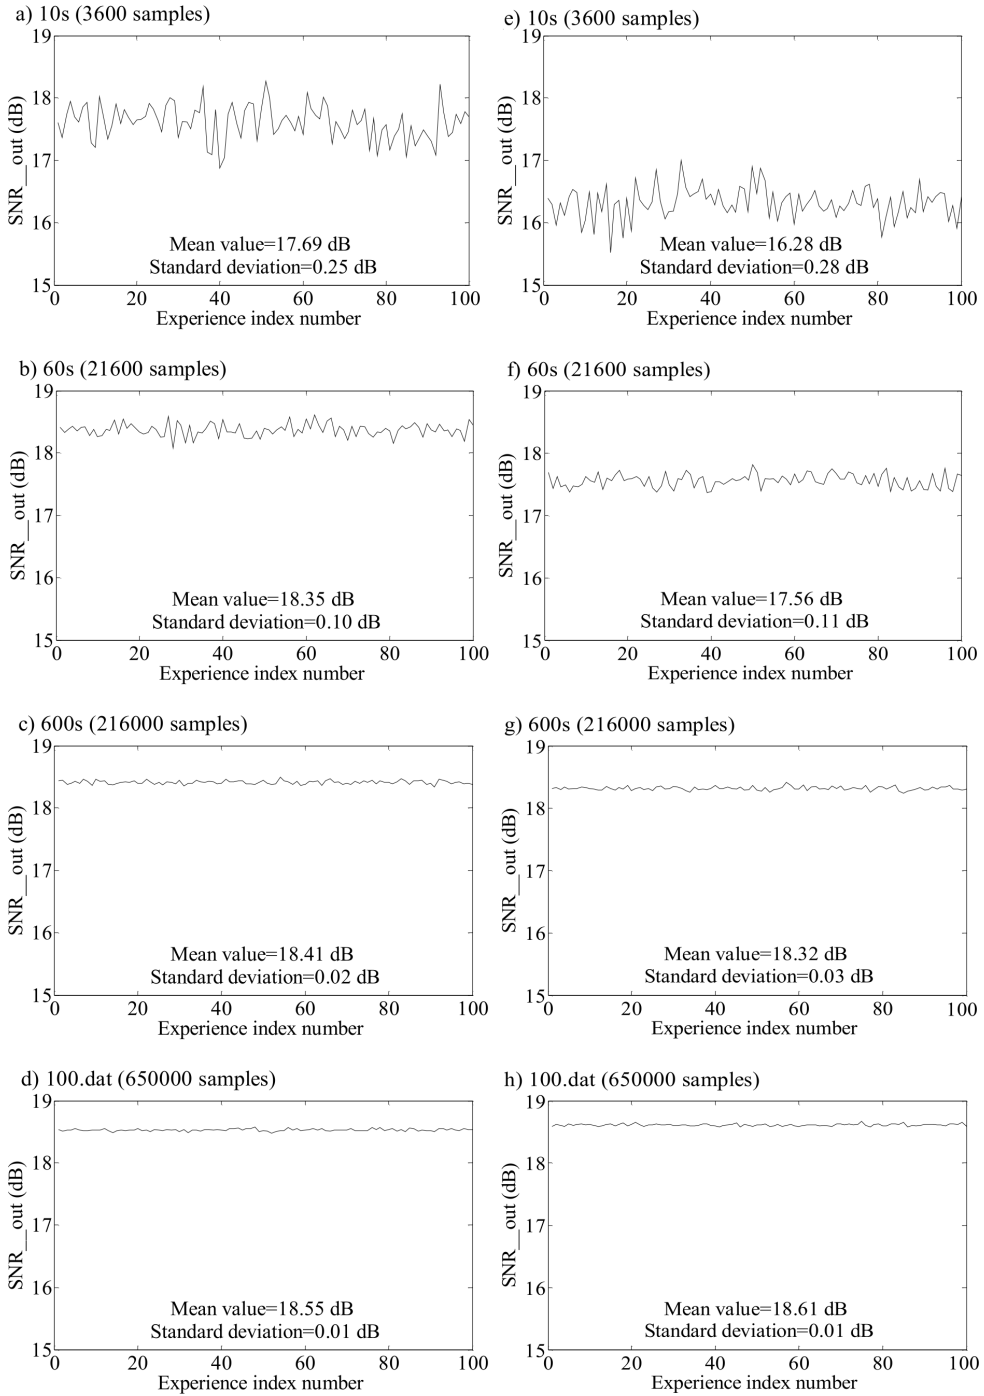 a) 10s (3600 samples)
19
18
17
16
15
SNR__out (dB)
Mean value=17.69 dB
Standard deviation=0.25 dB
0 20 40 60 80 100
Experience index number
e) 10s (3600 samples)
19
18
17
16
15
SNR__out (dB)
Mean value=16.28 dB
Standard deviation=0.28 dB
0 20 40 60 80 100
Experience index number
b) 60s (21600 samples)
19
18
17
16
15
SNR__out (dB)
Mean value=18.35 dB
Standard deviation=0.10 dB
0 20 40 60 80 100
Experience index number
f) 60s (21600 samples)
19
18
17
16
15
SNR__out (dB)
Mean value=17.56 dB
Standard deviation=0.11 dB
0 20 40 60 80 100
Experience index number
c) 600s (216000 samples)
19
18
17
16
15
SNR__out (dB)
Mean value=18.41 dB
Standard deviation=0.02 dB
0 20 40 60 80 100
Experience index number
g) 600s (216000 samples)
19
18
17
16
15
SNR__out (dB)
Mean value=18.32 dB
Standard deviation=0.03 dB
0 20 40 60 80 100
Experience index number
d) 100.dat (650000 samples)
19
18
17
16
15
SNR__out (dB)
Mean value=18.55 dB
Standard deviation=0.01 dB
0 20 40 60 80 100
Experience index number
h) 100.dat (650000 samples)
19
18
17
16
15
SNR__out (dB)
Mean value=18.61 dB
Standard deviation=0.01 dB
0 20 40 60 80 100
Experience index number